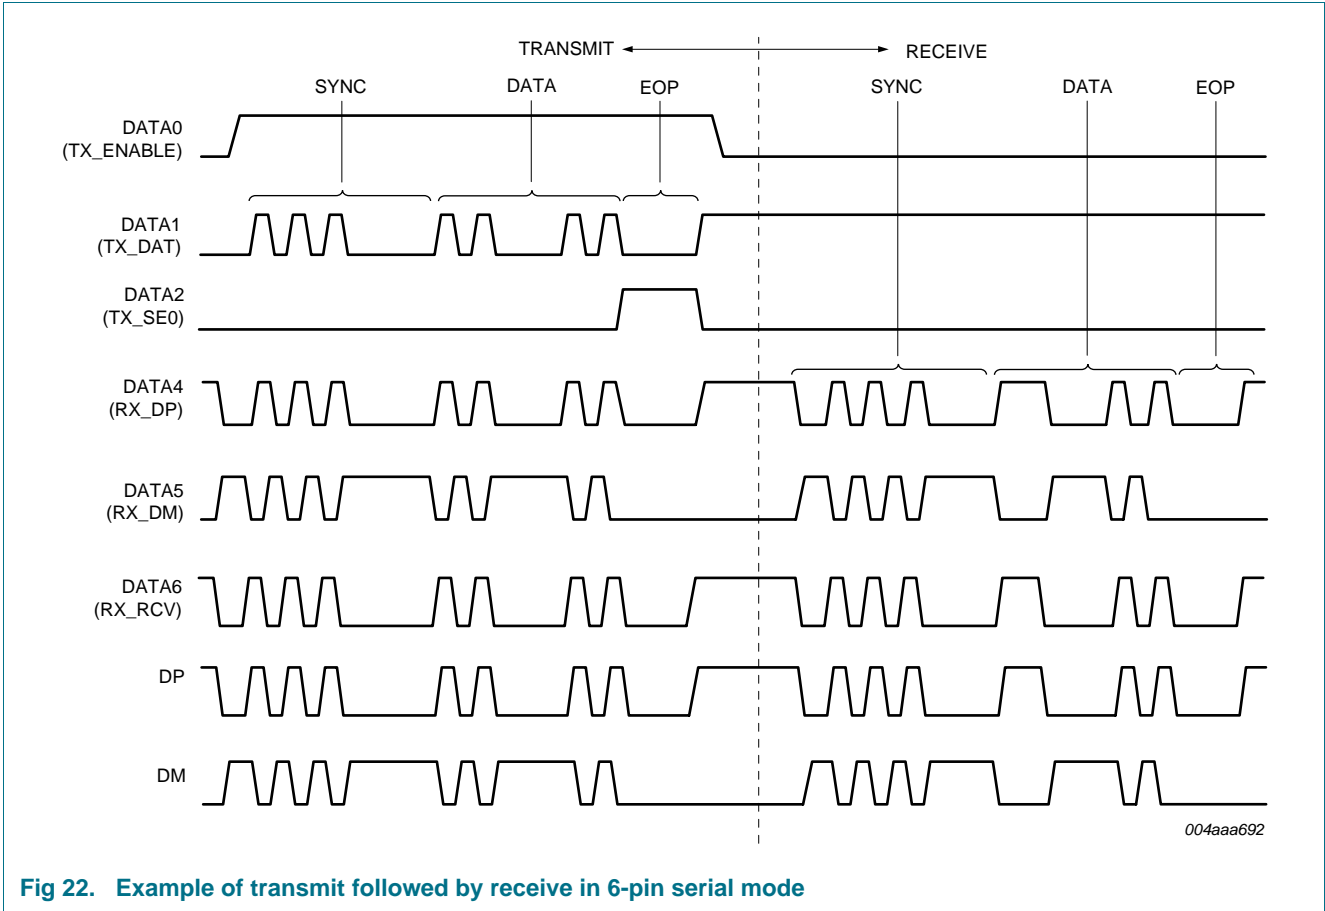 TRANSMIT
RECEIVE
SYNC
DATA
EOP
SYNC
DATA
EOP
DATA0
(TX_ENABLE)
DATA1
(TX_DAT)
DATA2
(TX_SE0)
DATA4
(RX_DP)
DATA5
(RX_DM)
DATA6
(RX_RCV)
DP
DM
004aaa692
Fig 22. Example of transmit followed by receive in 6-pin serial mode